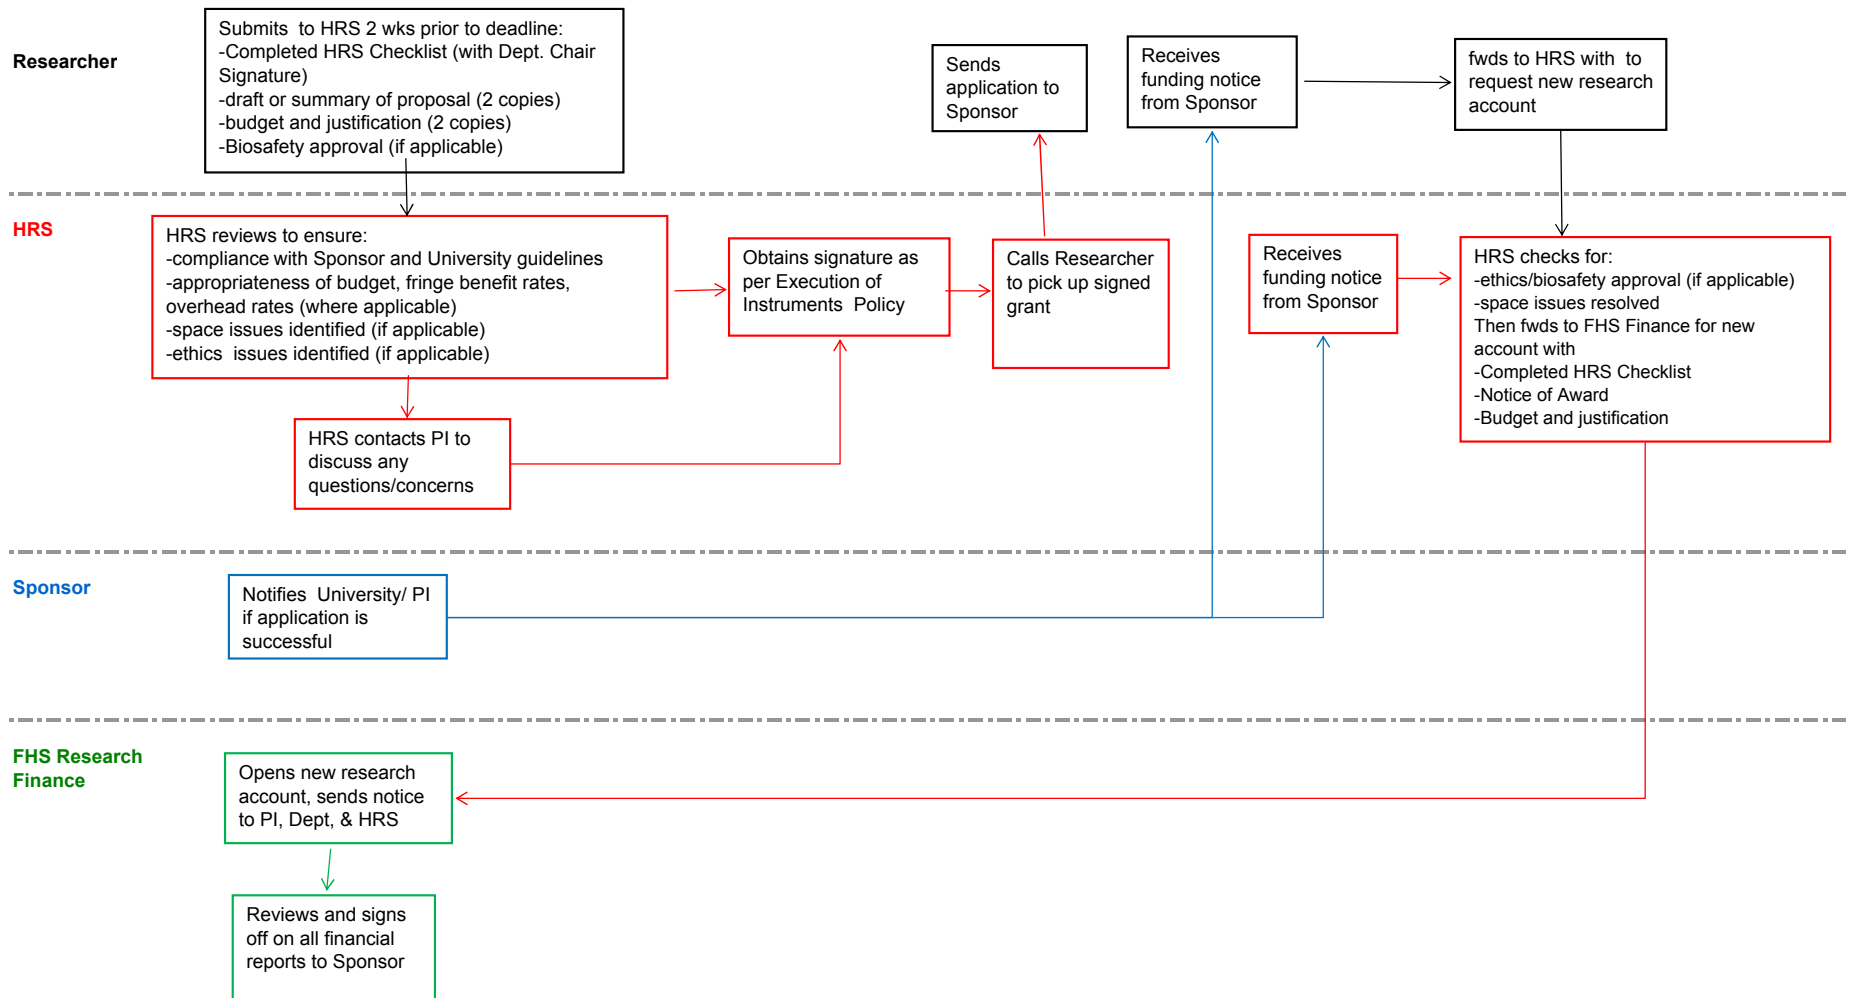 Researcher
Submits to HRS 2 wks prior to deadline:
-Completed HRS Checklist (with Dept. Chair
Signature)
-draft or summary of proposal (2 copies)
-budget and justification (2 copies)
-Biosafety approval (if applicable)
Sends
application to
Sponsor
Receives
funding notice
from Sponsor
fwds to HRS with to
request new research
account
HRS
HRS reviews to ensure:
-compliance with Sponsor and University guidelines
-appropriateness of budget, fringe benefit rates,
overhead rates (where applicable)
-space issues identified (if applicable)
-ethics issues identified (if applicable)
Obtains signature as
per Execution of
Instruments Policy
Calls Researcher
to pick up signed
grant
Receives
funding notice
from Sponsor
HRS checks for:
-ethics/biosafety approval (if applicable)
-space issues resolved
Then fwds to FHS Finance for new
account with
-Completed HRS Checklist
-Notice of Award
-Budget and justification
HRS contacts PI to
discuss any
questions/concerns
Sponsor
Notifies University/ PI
if application is
successful
FHS Research
Finance
Opens new research
account, sends notice
to PI, Dept, & HRS
Reviews and signs
off on all financial
reports to Sponsor